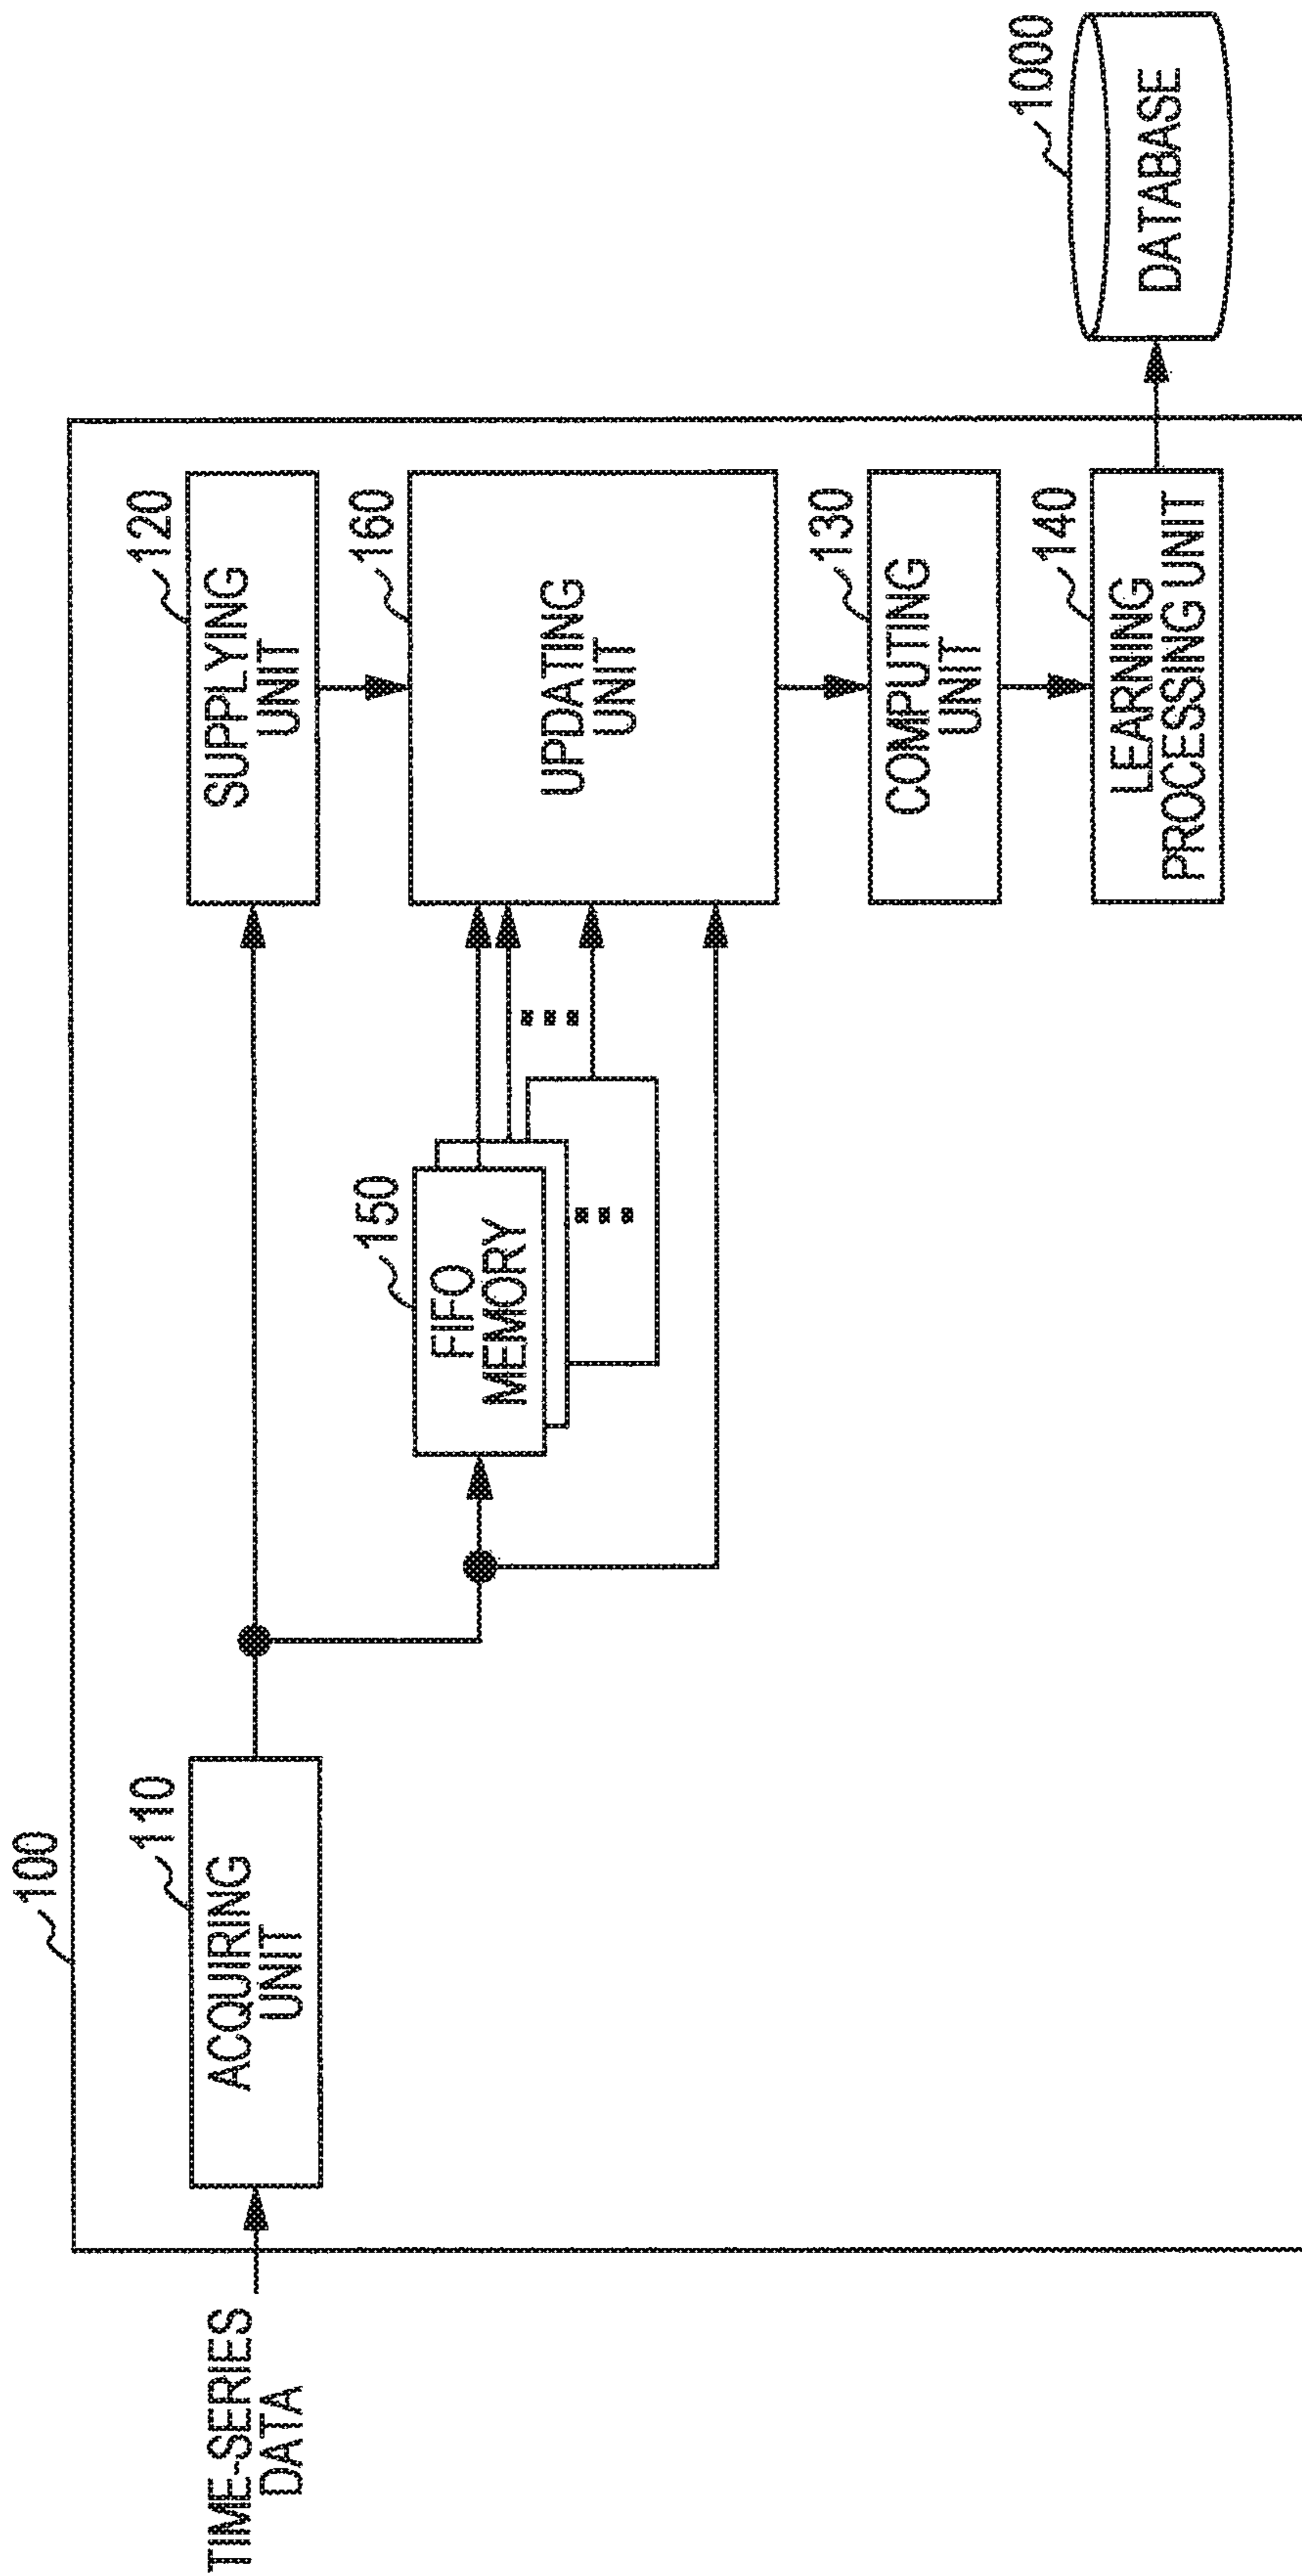 100
TIME-SERIES
DATA
110
ACQUIRING
UNIT
120
SUPPLYING
UNIT
150
FIFO
MEMORY
160
UPDATING
UNIT
130
COMPUTING
UNIT
140
LEARNING
PROCESSING UNIT
1000
DATABASE